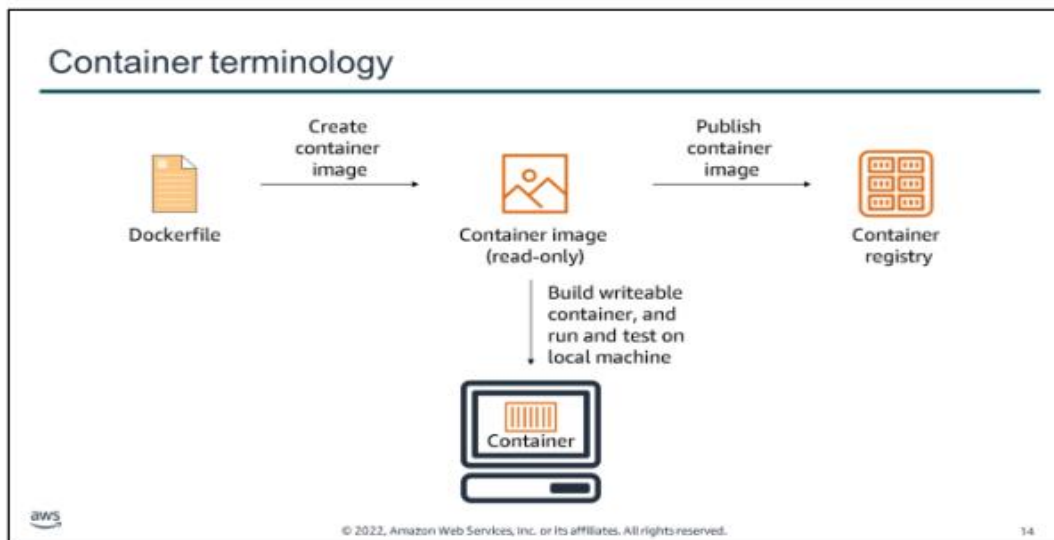 Container terminology
Create
container
image
Publish
container
image
Dockerfile
Container image
(read-only)
Container
registry
Build writeable
container, and
run and test on
local machine
Container
aws
© 2022, Amazon Web Services, Inc. or its affiliates. All rights reserved.
14